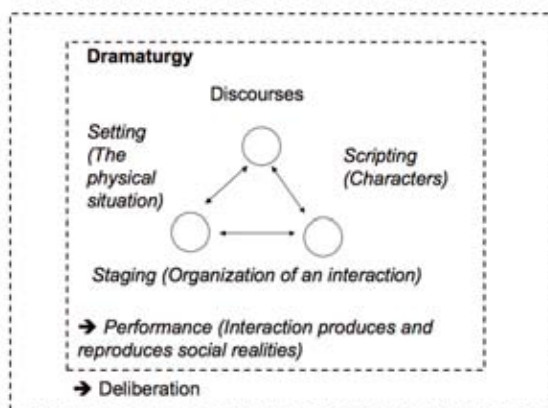 Dramaturgy
Discourses
Setting
(The
physical
situation)
Scripting
(Characters)
Staging (Organization of an interaction)
➔ Performance (Interaction produces and
reproduces social realities)
➔ Deliberation